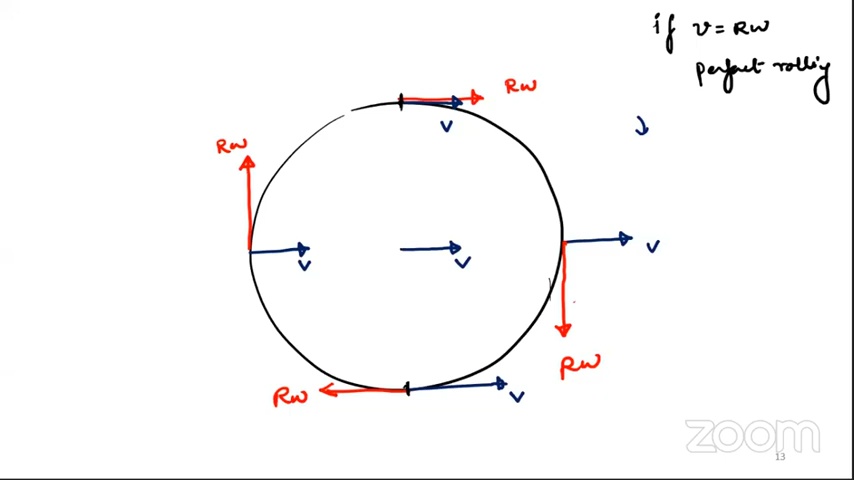 if v = Rω
perfect rolling
Rω
v
Rω
v
v
v
Rω
Rω
v
zoom
13